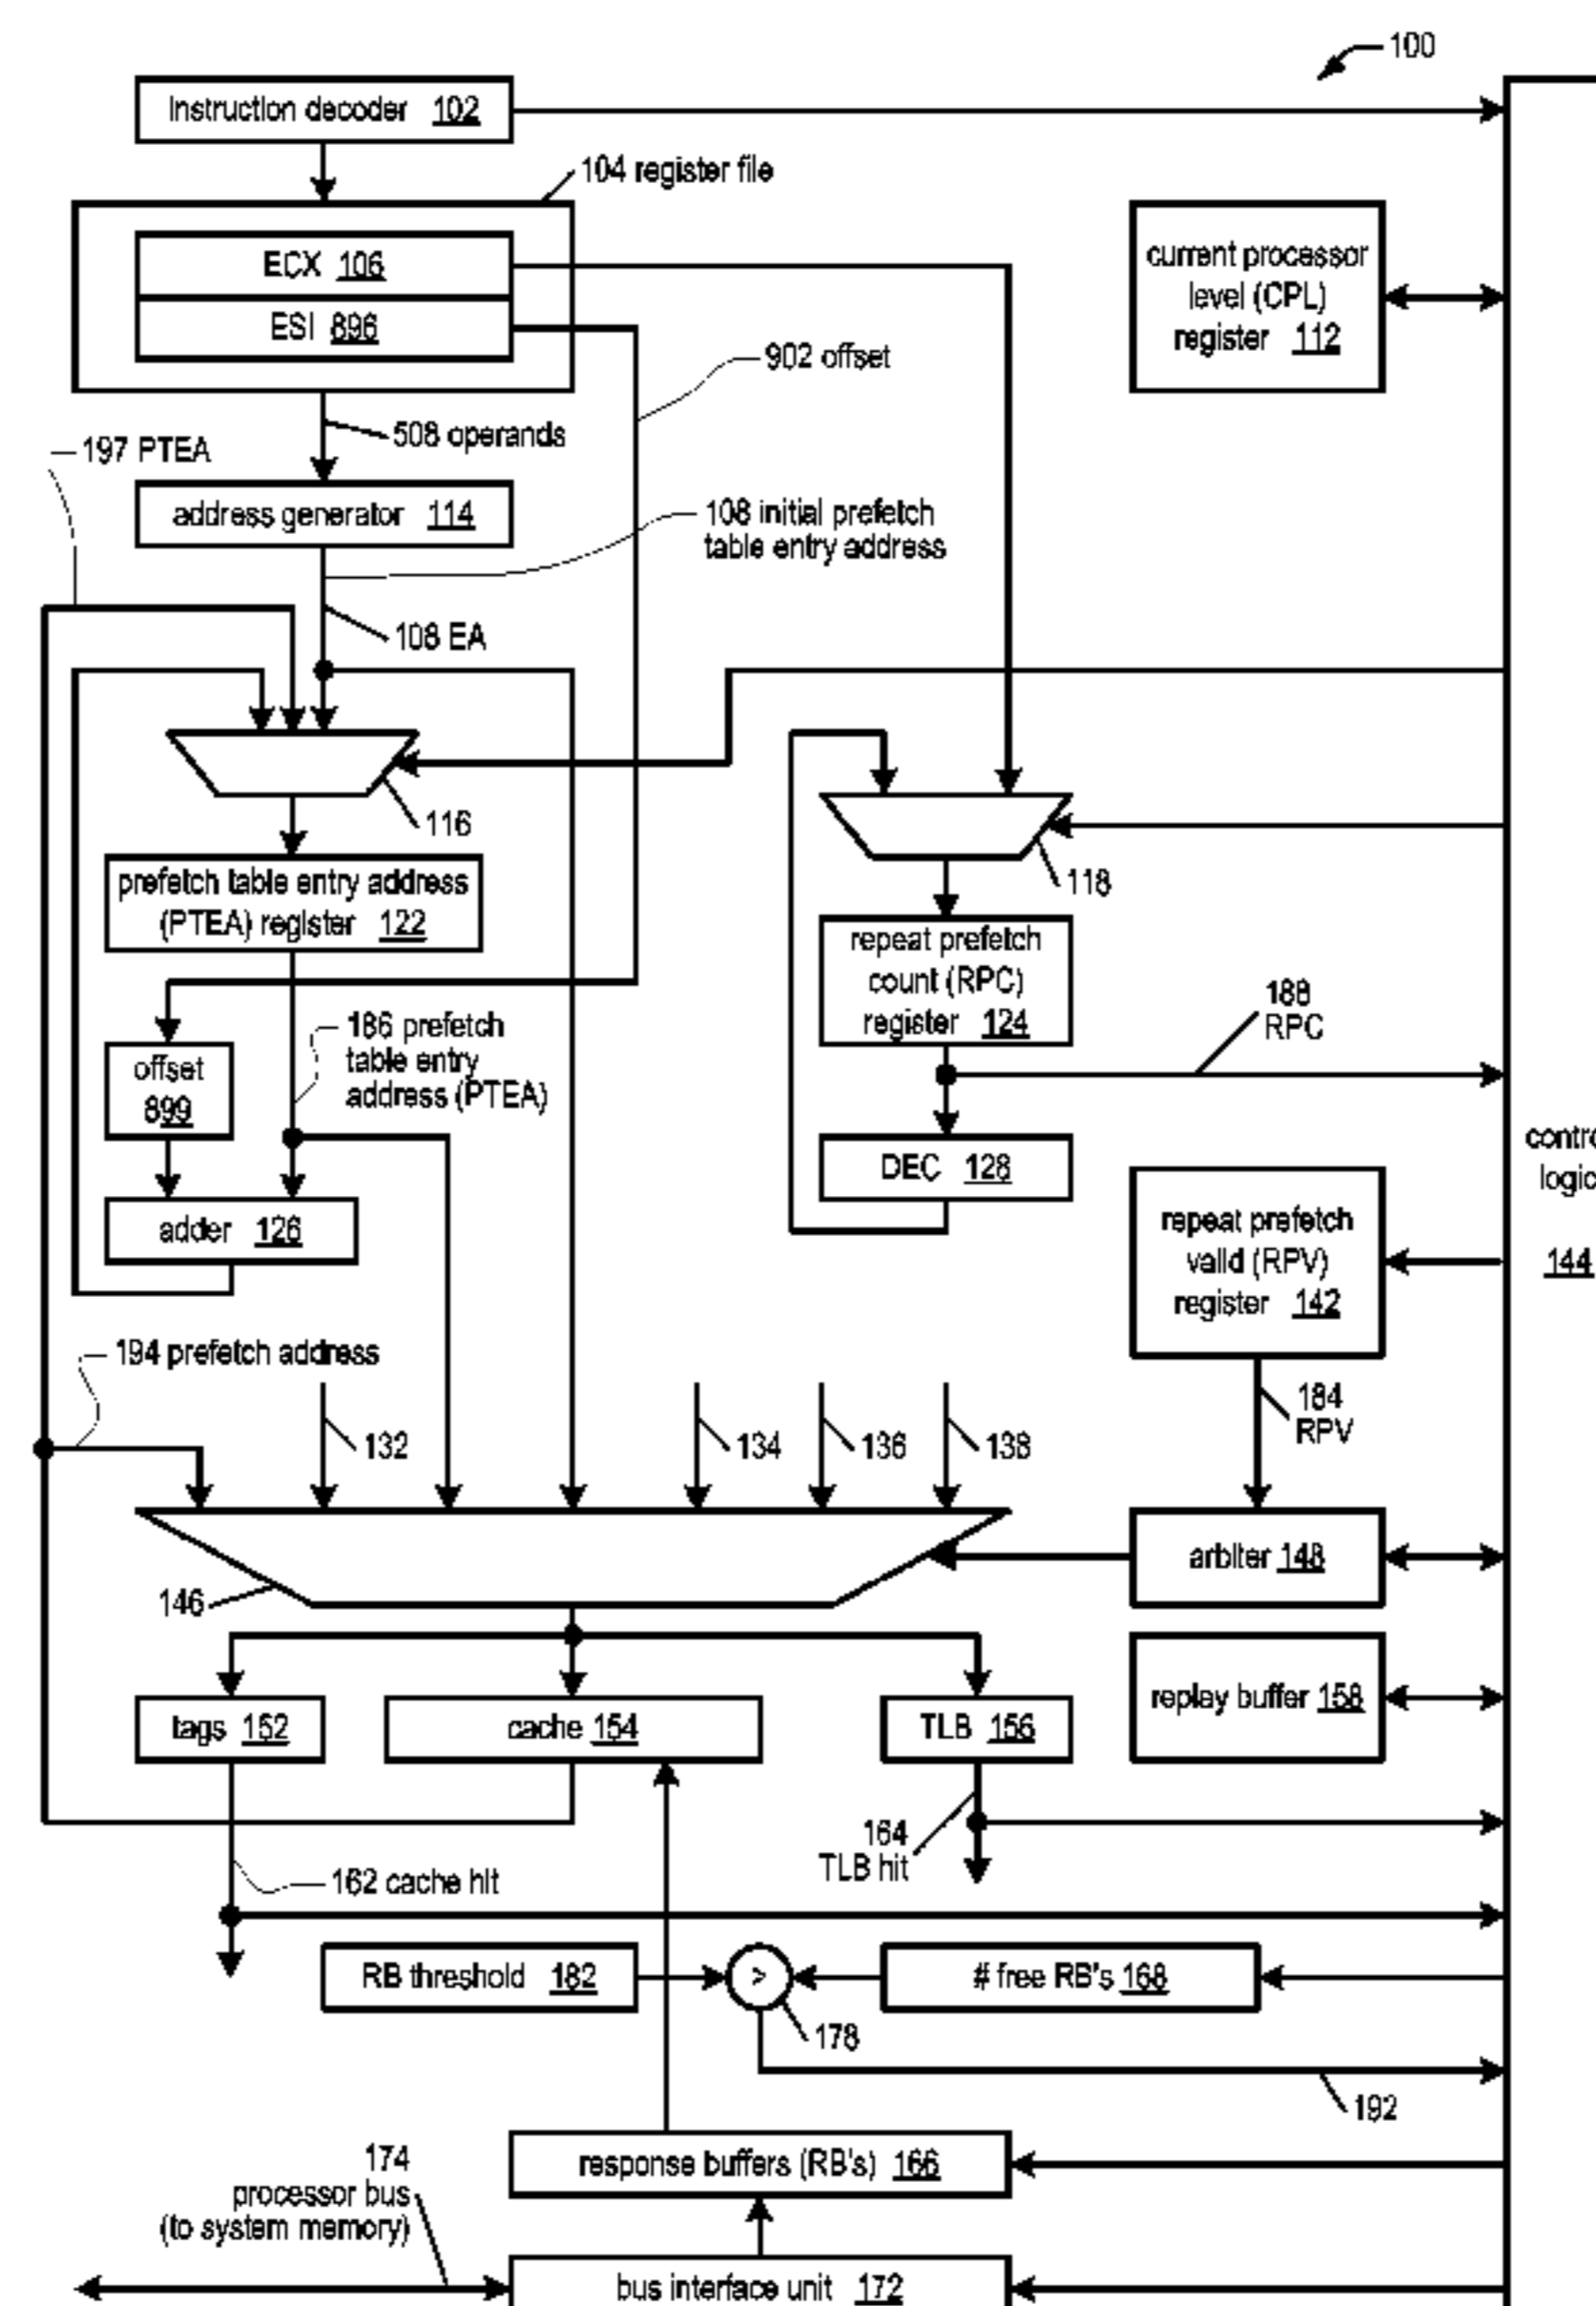 100
instruction decoder 102
104 register file
ECX 106
ESI 896
current processor
level (CPL)
register 112
902 offset
508 operands
197 PTEA
address generator 114
108 initial prefetch
table entry address
108 EA
116
118
prefetch table entry address
(PTEA) register 122
repeat prefetch
count (RPC)
register 124
188
RPC
186 prefetch
table entry
address (PTEA)
offset
899
DEC 128
adder 126
repeat prefetch
valid (RPV)
register 142
144
194 prefetch address
132
134
136
138
184
RPV
146
arbiter 148
tags 152
cache 154
TLB 156
replay buffer 158
164
TLB hit
162 cache hit
RB threshold 182
>
# free RB's 168
178
192
response buffers (RB's) 166
174
processor bus
(to system memory)
bus interface unit 172